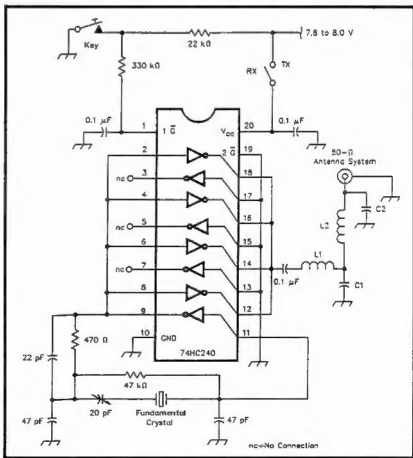 Key
22 kΩ
7.8 to 8.0 V
330 kΩ
RX
TX
0.1 µF
0.1 µF
1
1 G
VCC
20
2
2 G
19
3
18
4
17
5
16
6
15
7
14
8
13
9
12
10
GND
11
74HC240
nc
nc
nc
50-Ω
Antenna System
C2
L2
L1
C1
0.1 µF
470 Ω
22 pF
47 kΩ
47 pF
20 pF
Fundamental
Crystal
47 pF
nc=No Connection